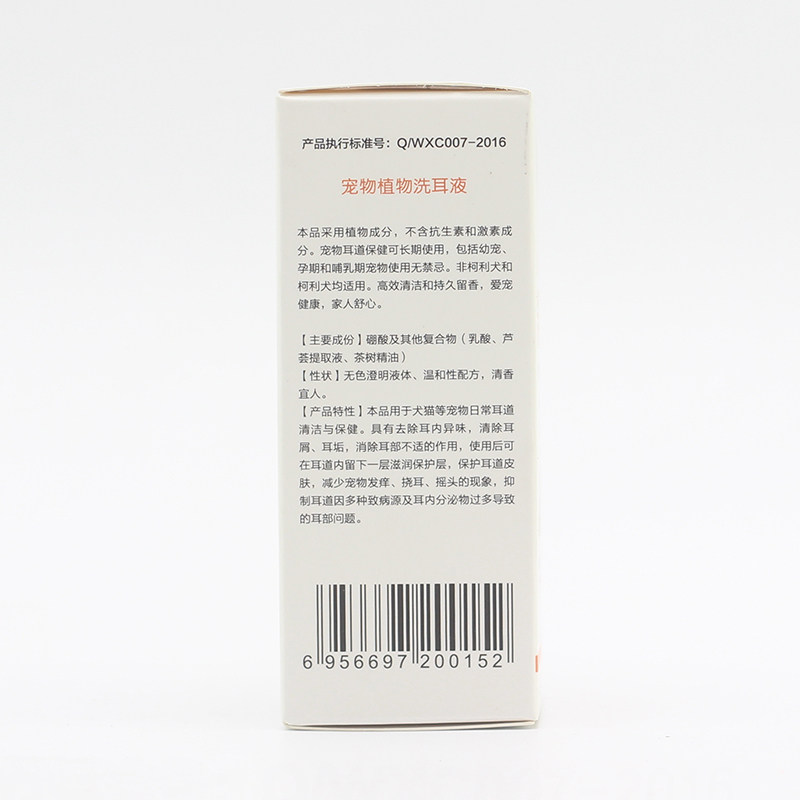 产品执行标准号：Q/WXC007-2016
宠物植物洗耳液
本品采用植物成分，不含抗生素和激素成
分。宠物耳道保健可长期使用，包括幼宠、
孕期和哺乳期宠物使用无禁忌。非柯利犬和
柯利犬均适用。高效清洁和持久留香，爱宠
健康，家人舒心。
【主要成份】硼酸及其他复合物（乳酸、芦
荟提取液、茶树精油）
【性状】无色澄明液体、温和性配方，清香
宜人。
【产品特性】本品用于犬猫等宠物日常耳道
清洁与保健。具有去除耳内异味，清除耳
屑、耳垢，消除耳部不适的作用，使用后可
在耳道内留下一层滋润保护层，保护耳道皮
肤，减少宠物发痒、挠耳、摇头的现象，抑
制耳道因多种致病源及耳内分泌物过多导致
的耳部问题。
6 956697 200152